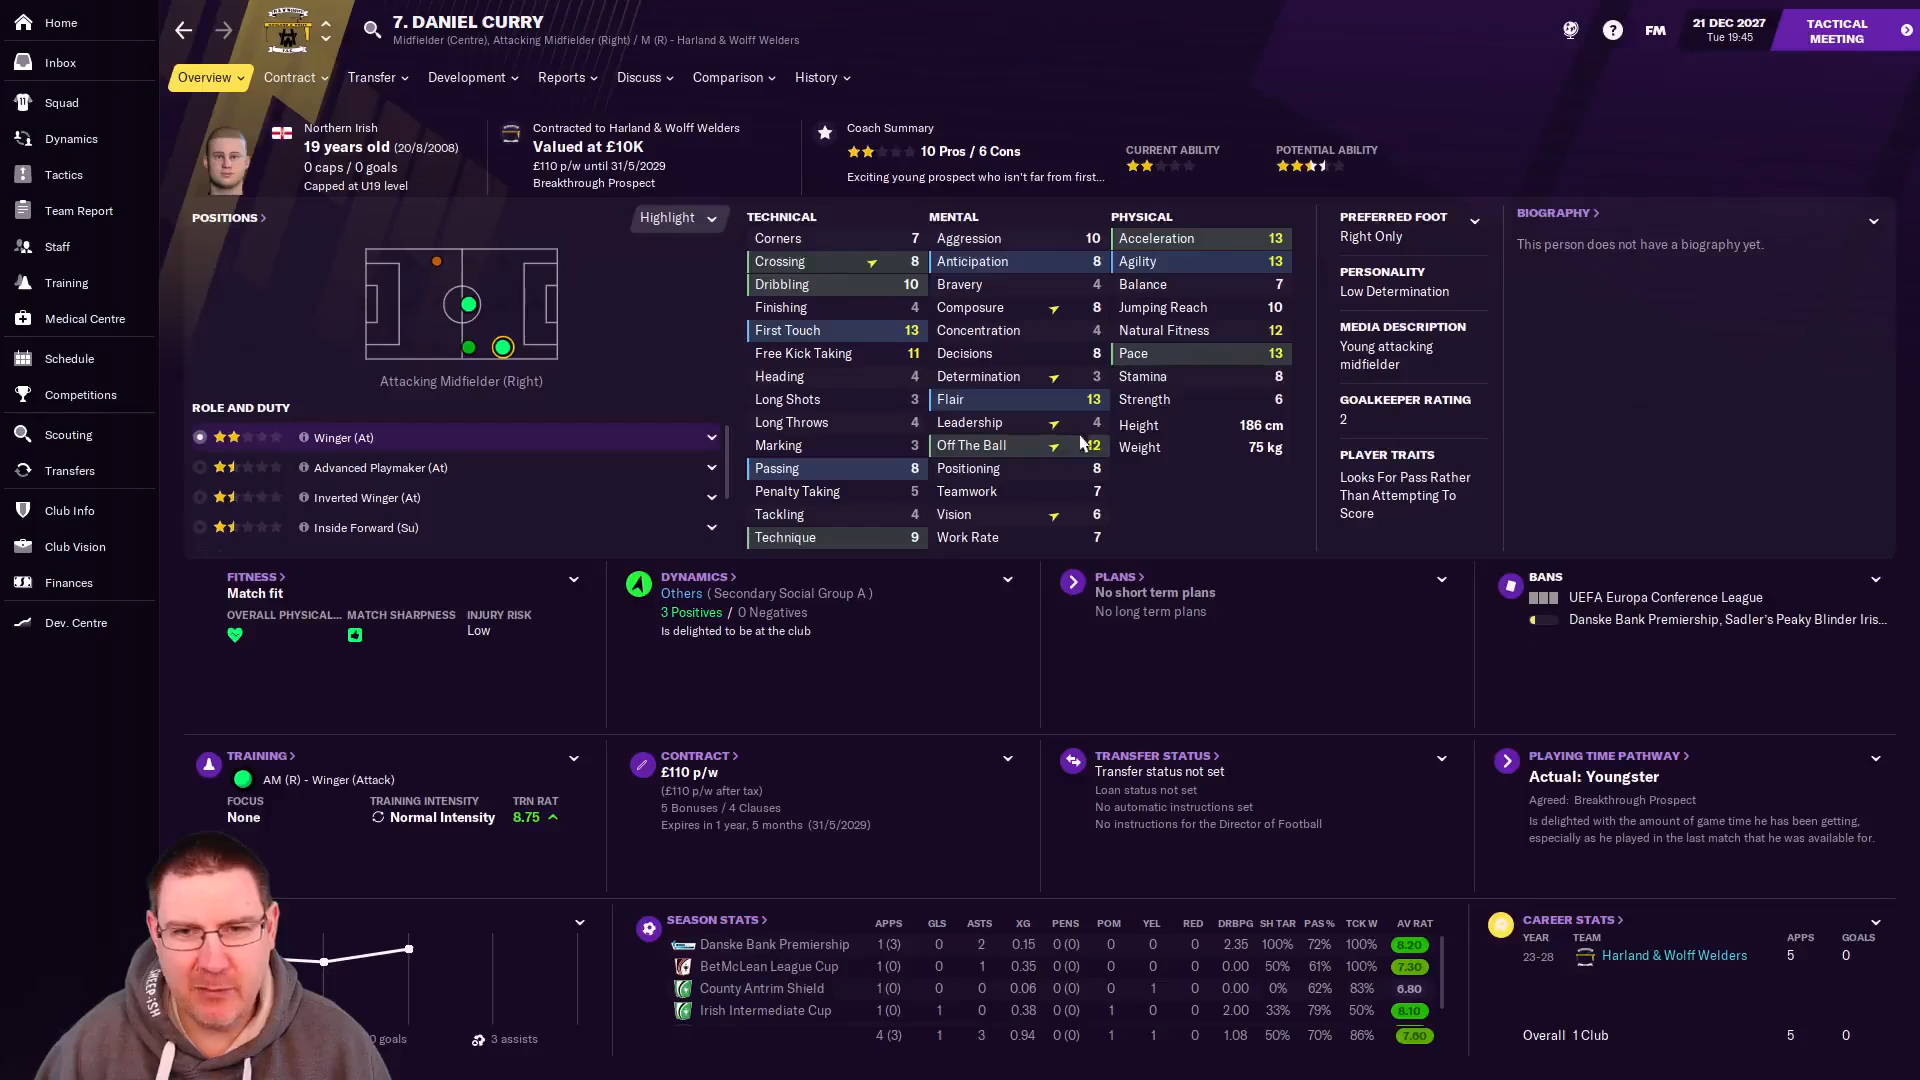 Home
Inbox
Squad
Dynamics
Tactics
Team Report
Staff
Training
Medical Centre
Schedule
Competitions
Scouting
Transfers
Club Info
Club Vision
Finances
Dev. Centre
7. DANIEL CURRY
Midfielder (Centre), Attacking Midfielder (Right) / M (R) - Harland & Wolff Welders
FM
21 DEC 2027
Tue 19:45
TACTICAL
MEETING
Overview
Contract
Transfer
Development
Reports
Discuss
Comparison
History
Northern Irish
19 years old (20/8/2008)
0 caps / 0 goals
Capped at U19 level
Contracted to Harland & Wolff Welders
Valued at £10K
£110 p/w until 31/5/2029
Breakthrough Prospect
Coach Summary
10 Pros / 6 Cons
Exciting young prospect who isn't far from first...
CURRENT ABILITY
POTENTIAL ABILITY
POSITIONS >
Highlight
Attacking Midfielder (Right)
ROLE AND DUTY
Winger (At)
Advanced Playmaker (At)
Inverted Winger (At)
Inside Forward (Su)
TECHNICAL
Corners 7
Crossing 8
Dribbling 10
Finishing 4
First Touch 13
Free Kick Taking 11
Heading 4
Long Shots 3
Long Throws 4
Marking 3
Passing 8
Penalty Taking 5
Tackling 4
Technique 9
MENTAL
Aggression 10
Anticipation 8
Bravery 4
Composure 8
Concentration 4
Decisions 8
Determination 3
Flair 13
Leadership 4
Off The Ball 12
Positioning 8
Teamwork 7
Vision 6
Work Rate 7
PHYSICAL
Acceleration 13
Agility 13
Balance 7
Jumping Reach 10
Natural Fitness 12
Pace 13
Stamina 8
Strength 6
Height 186 cm
Weight 75 kg
PREFERRED FOOT
Right Only
PERSONALITY
Low Determination
MEDIA DESCRIPTION
Young attacking
midfielder
GOALKEEPER RATING
2
PLAYER TRAITS
Looks For Pass Rather
Than Attempting To
Score
BIOGRAPHY >
This person does not have a biography yet.
FITNESS >
Match fit
OVERALL PHYSICAL... MATCH SHARPNESS INJURY RISK
Low
DYNAMICS >
Others ( Secondary Social Group A )
3 Positives / 0 Negatives
Is delighted to be at the club
PLANS >
No short term plans
No long term plans
BANS
UEFA Europa Conference League
Danske Bank Premiership, Sadler's Peaky Blinder Iris...
TRAINING >
AM (R) - Winger (Attack)
FOCUS TRAINING INTENSITY TRN RAT
None Normal Intensity 8.75
CONTRACT >
£110 p/w
(£110 p/w after tax)
5 Bonuses / 4 Clauses
Expires in 1 year, 5 months (31/5/2029)
TRANSFER STATUS >
Transfer status not set
Loan status not set
No automatic instructions set
No instructions for the Director of Football
PLAYING TIME PATHWAY >
Actual: Youngster
Agreed: Breakthrough Prospect
Is delighted with the amount of game time he has been getting,
especially as he played in the last match that he was available for.
0 goals 3 assists
SHEEP-ISH
SEASON STATS > APPS GLS ASTS XG PENS POM YEL RED DRBPG SH TAR PAS % TCK W AV RAT
Danske Bank Premiership 1 (3) 0 2 0.15 0 (0) 0 0 0 2.35 100% 72% 100% 8.20
BetMcLean League Cup 1 (0) 0 1 0.35 0 (0) 0 0 0 0.00 50% 61% 100% 7.30
County Antrim Shield 1 (0) 0 0 0.06 0 (0) 0 1 0 0.00 0% 62% 83% 6.80
Irish Intermediate Cup 1 (0) 1 0 0.38 0 (0) 1 0 0 2.00 33% 79% 50% 8.10
4 (3) 1 3 0.94 0 (0) 1 1 0 1.08 50% 70% 86% 7.60
CAREER STATS >
YEAR TEAM APPS GOALS
23-28 Harland & Wolff Welders 5 0
Overall 1 Club 5 0